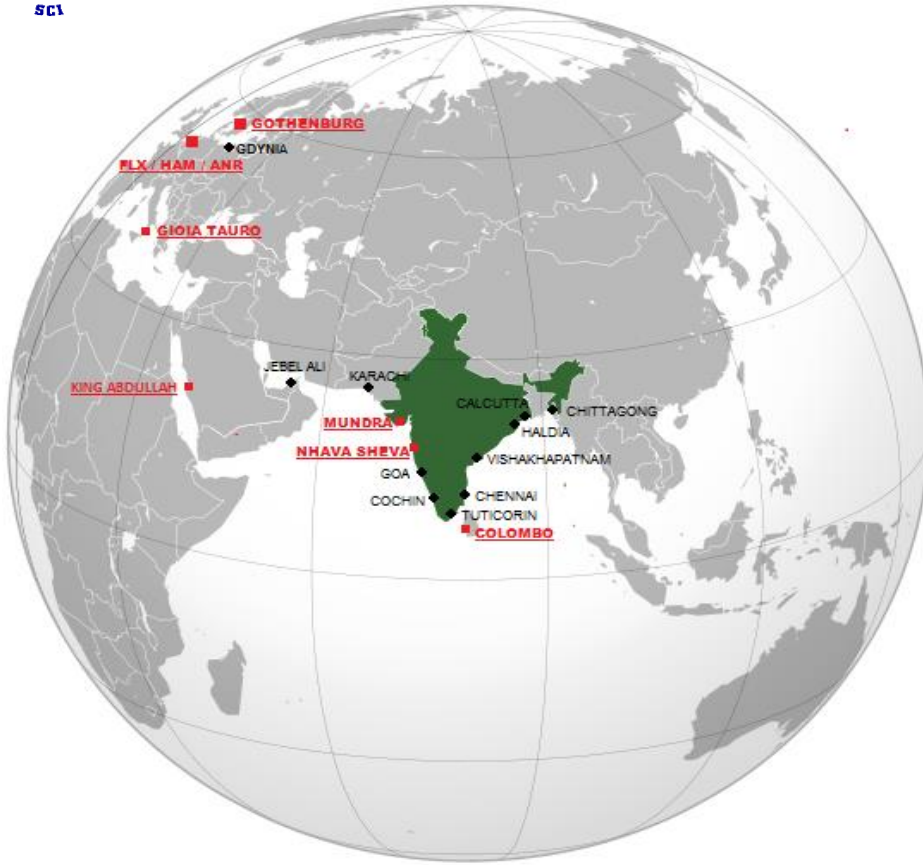 SCI
GOTHENBURG
GDYNIA
FLX / HAM / ANR
GIOIA TAURO
JEBEL ALI
KARACHI
KING ABDULLAH
CALCUTTA
CHITTAGONG
MUNDRA
HALDIA
NHAVA SHEVA
VISHAKHAPATNAM
GOA
COCHIN
CHENNAI
TUTICORIN
COLOMBO